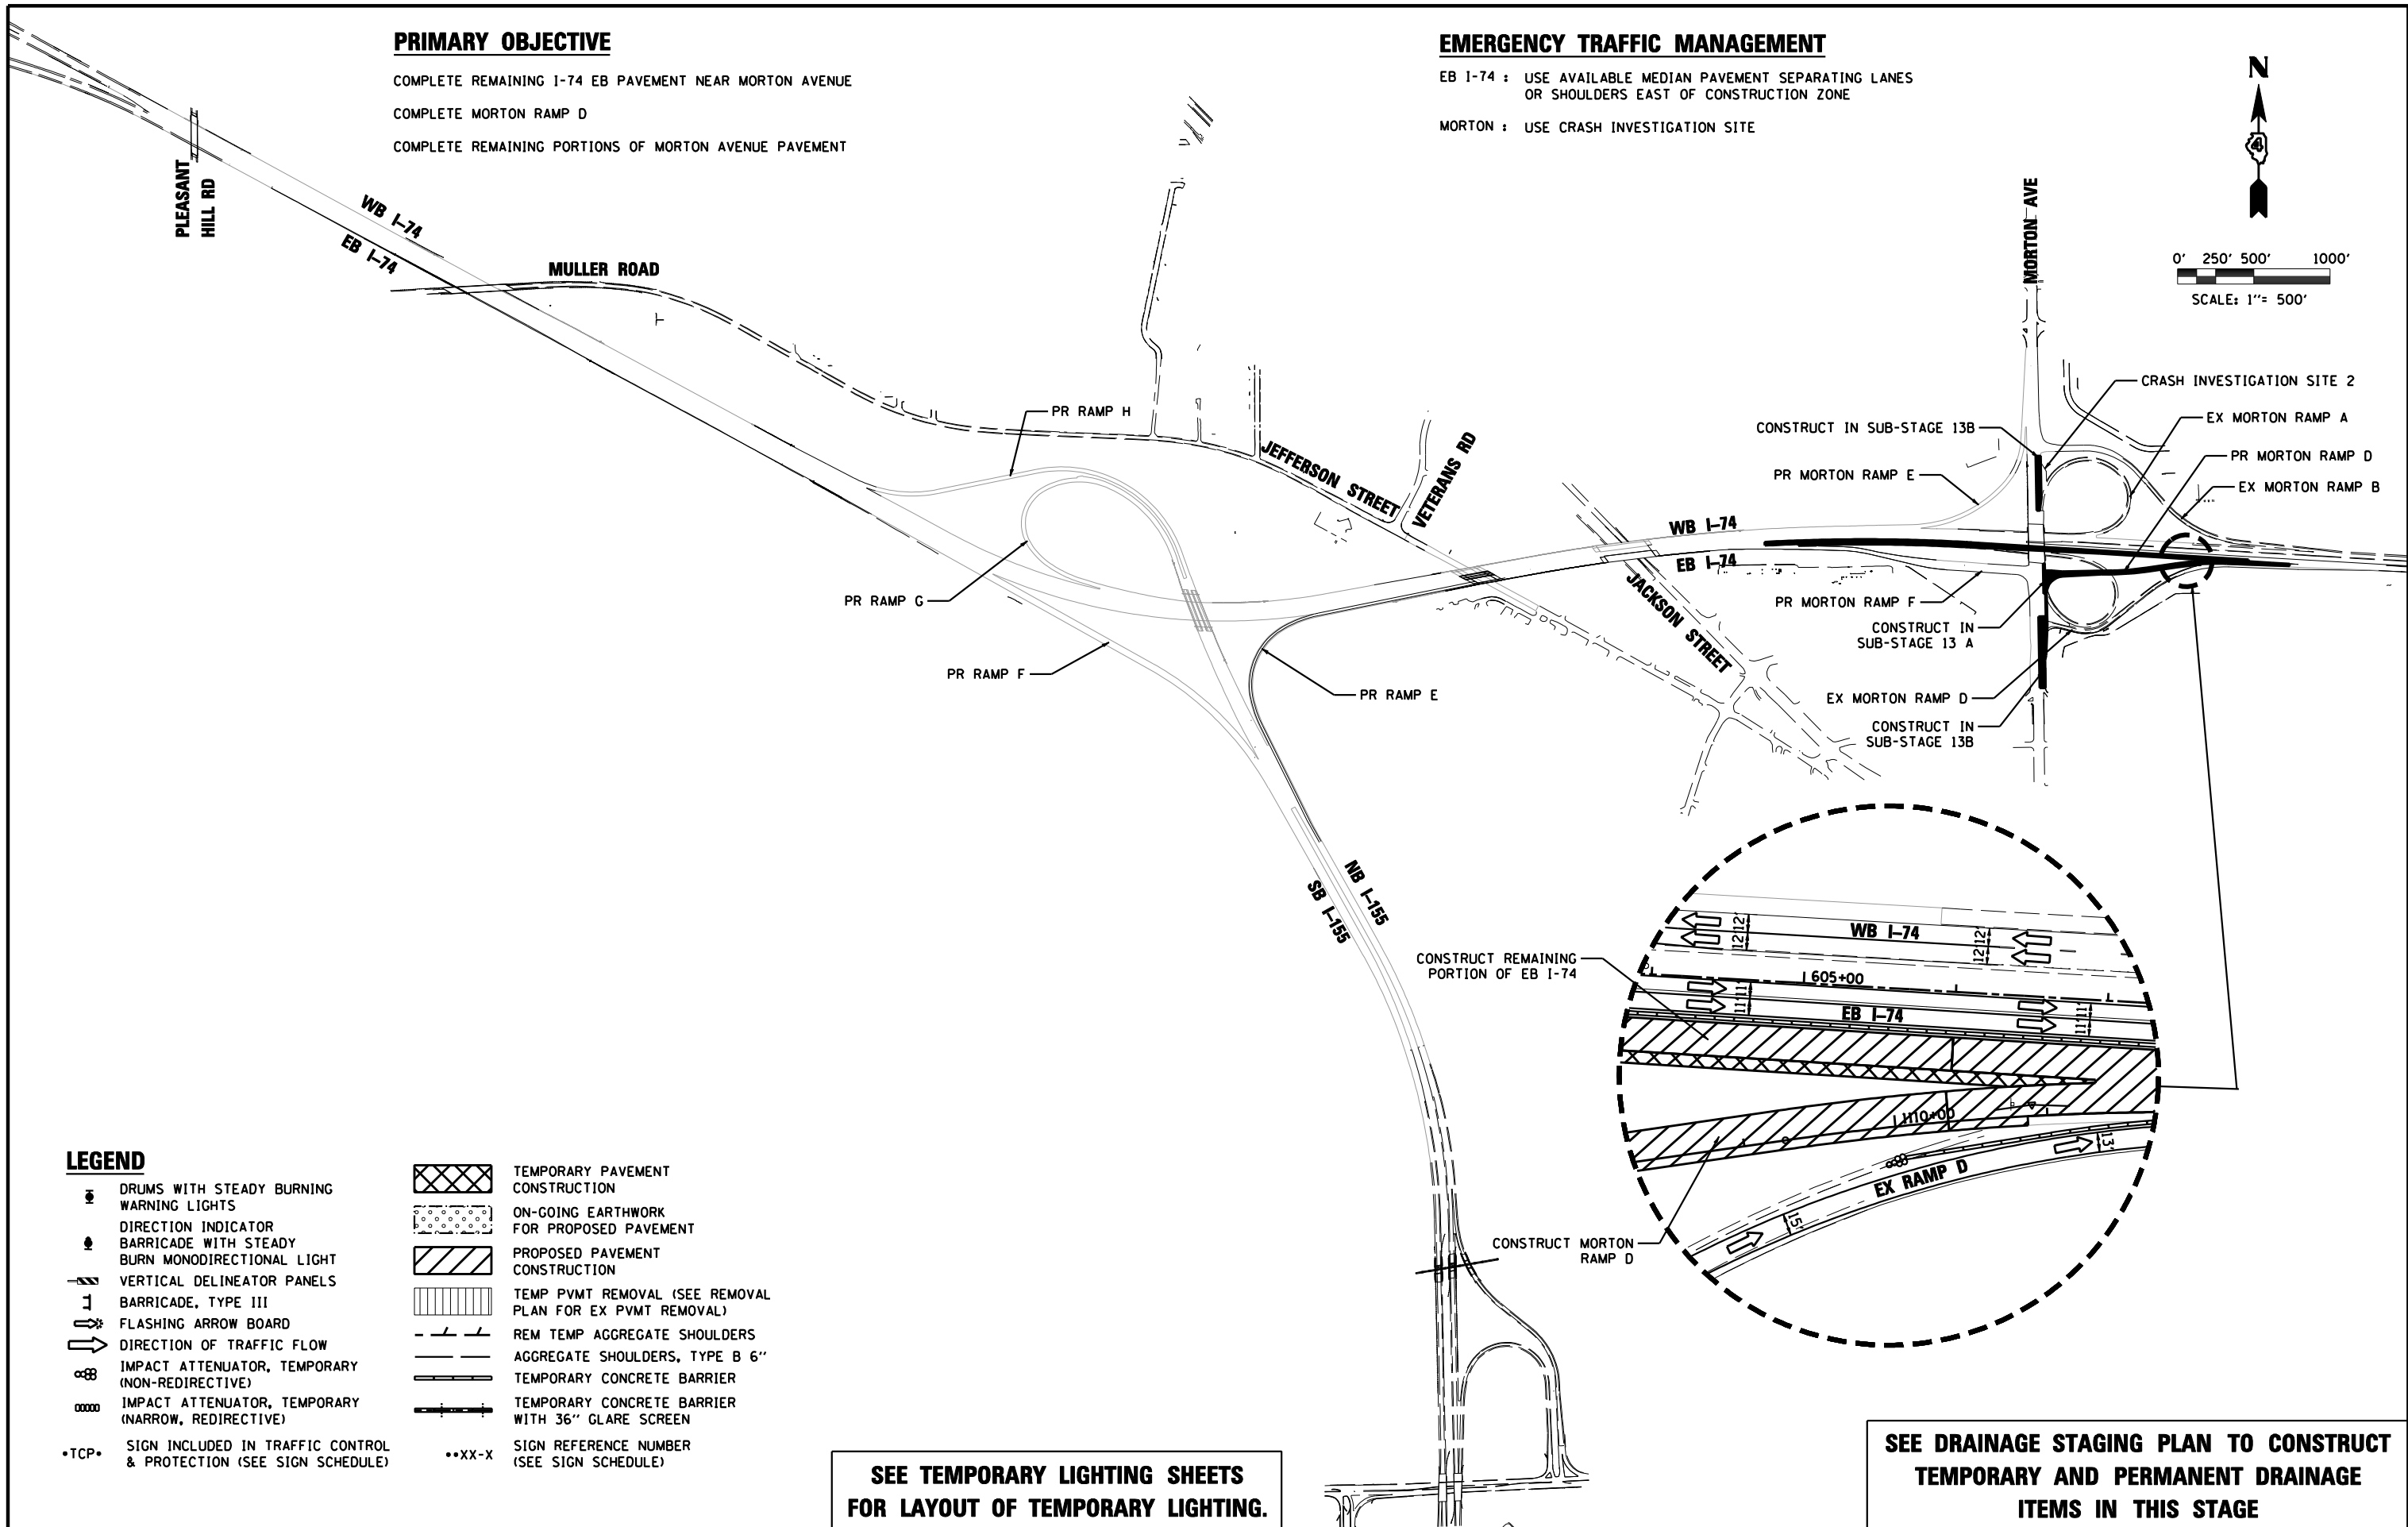 PRIMARY OBJECTIVE
COMPLETE REMAINING I-74 EB PAVEMENT NEAR MORTON AVENUE
COMPLETE MORTON RAMP D
COMPLETE REMAINING PORTIONS OF MORTON AVENUE PAVEMENT
EMERGENCY TRAFFIC MANAGEMENT
EB I-74 : USE AVAILABLE MEDIAN PAVEMENT SEPARATING LANES
OR SHOULDERS EAST OF CONSTRUCTION ZONE
MORTON : USE CRASH INVESTIGATION SITE
N
4
0' 250' 500' 1000'
SCALE: 1''= 500'
PLEASANT
HILL RD
WB I-74
EB I-74
MULLER ROAD
PR RAMP H
PR RAMP G
PR RAMP F
PR RAMP E
JEFFERSON STREET
VETERANS RD
JACKSON STREET
WB I-74
EB I-74
MORTON AVE
CRASH INVESTIGATION SITE 2
EX MORTON RAMP A
CONSTRUCT IN SUB-STAGE 13B
PR MORTON RAMP D
PR MORTON RAMP E
EX MORTON RAMP B
PR MORTON RAMP F
CONSTRUCT IN
SUB-STAGE 13 A
EX MORTON RAMP D
CONSTRUCT IN
SUB-STAGE 13B
NB I-155
SB I-155
CONSTRUCT REMAINING
PORTION OF EB I-74
WB I-74
12' 12'
12' 12'
605+00
11' 11'
EB I-74
11' 11'
1110+00
EX RAMP D
13'
15'
CONSTRUCT MORTON
RAMP D
LEGEND
DRUMS WITH STEADY BURNING
WARNING LIGHTS
DIRECTION INDICATOR
BARRICADE WITH STEADY
BURN MONODIRECTIONAL LIGHT
VERTICAL DELINEATOR PANELS
BARRICADE, TYPE III
FLASHING ARROW BOARD
DIRECTION OF TRAFFIC FLOW
IMPACT ATTENUATOR, TEMPORARY
(NON-REDIRECTIVE)
IMPACT ATTENUATOR, TEMPORARY
(NARROW, REDIRECTIVE)
•TCP• SIGN INCLUDED IN TRAFFIC CONTROL
& PROTECTION (SEE SIGN SCHEDULE)
TEMPORARY PAVEMENT
CONSTRUCTION
ON-GOING EARTHWORK
FOR PROPOSED PAVEMENT
PROPOSED PAVEMENT
CONSTRUCTION
TEMP PVMT REMOVAL (SEE REMOVAL
PLAN FOR EX PVMT REMOVAL)
REM TEMP AGGREGATE SHOULDERS
AGGREGATE SHOULDERS, TYPE B 6''
TEMPORARY CONCRETE BARRIER
TEMPORARY CONCRETE BARRIER
WITH 36'' GLARE SCREEN
••XX-X SIGN REFERENCE NUMBER
(SEE SIGN SCHEDULE)
SEE TEMPORARY LIGHTING SHEETS
FOR LAYOUT OF TEMPORARY LIGHTING.
SEE DRAINAGE STAGING PLAN TO CONSTRUCT
TEMPORARY AND PERMANENT DRAINAGE
ITEMS IN THIS STAGE